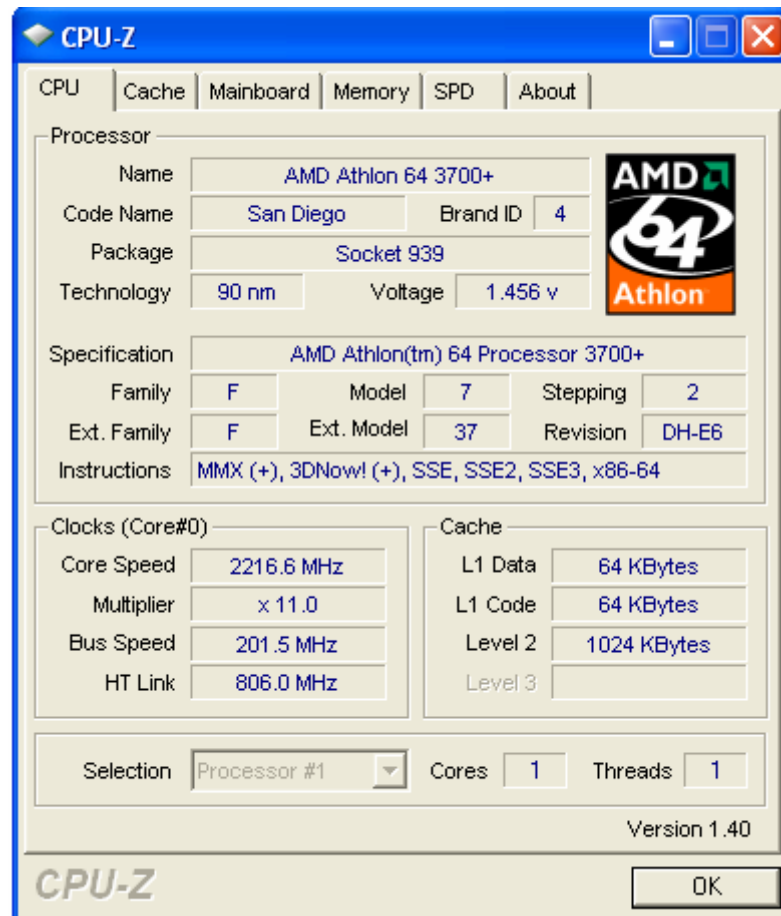 CPU-Z
CPU Cache Mainboard Memory SPD About
Processor
Name AMD Athlon 64 3700+
Code Name San Diego Brand ID 4
Package Socket 939
Technology 90 nm Voltage 1.456 v
AMD
64
Athlon
Specification AMD Athlon(tm) 64 Processor 3700+
Family F Model 7 Stepping 2
Ext. Family F Ext. Model 37 Revision DH-E6
Instructions MMX (+), 3DNow! (+), SSE, SSE2, SSE3, x86-64
Clocks (Core#0)
Core Speed 2216.6 MHz
Multiplier x 11.0
Bus Speed 201.5 MHz
HT Link 806.0 MHz
Cache
L1 Data 64 KBytes
L1 Code 64 KBytes
Level 2 1024 KBytes
Level 3
Selection Processor #1 Cores 1 Threads 1
Version 1.40
CPU-Z OK